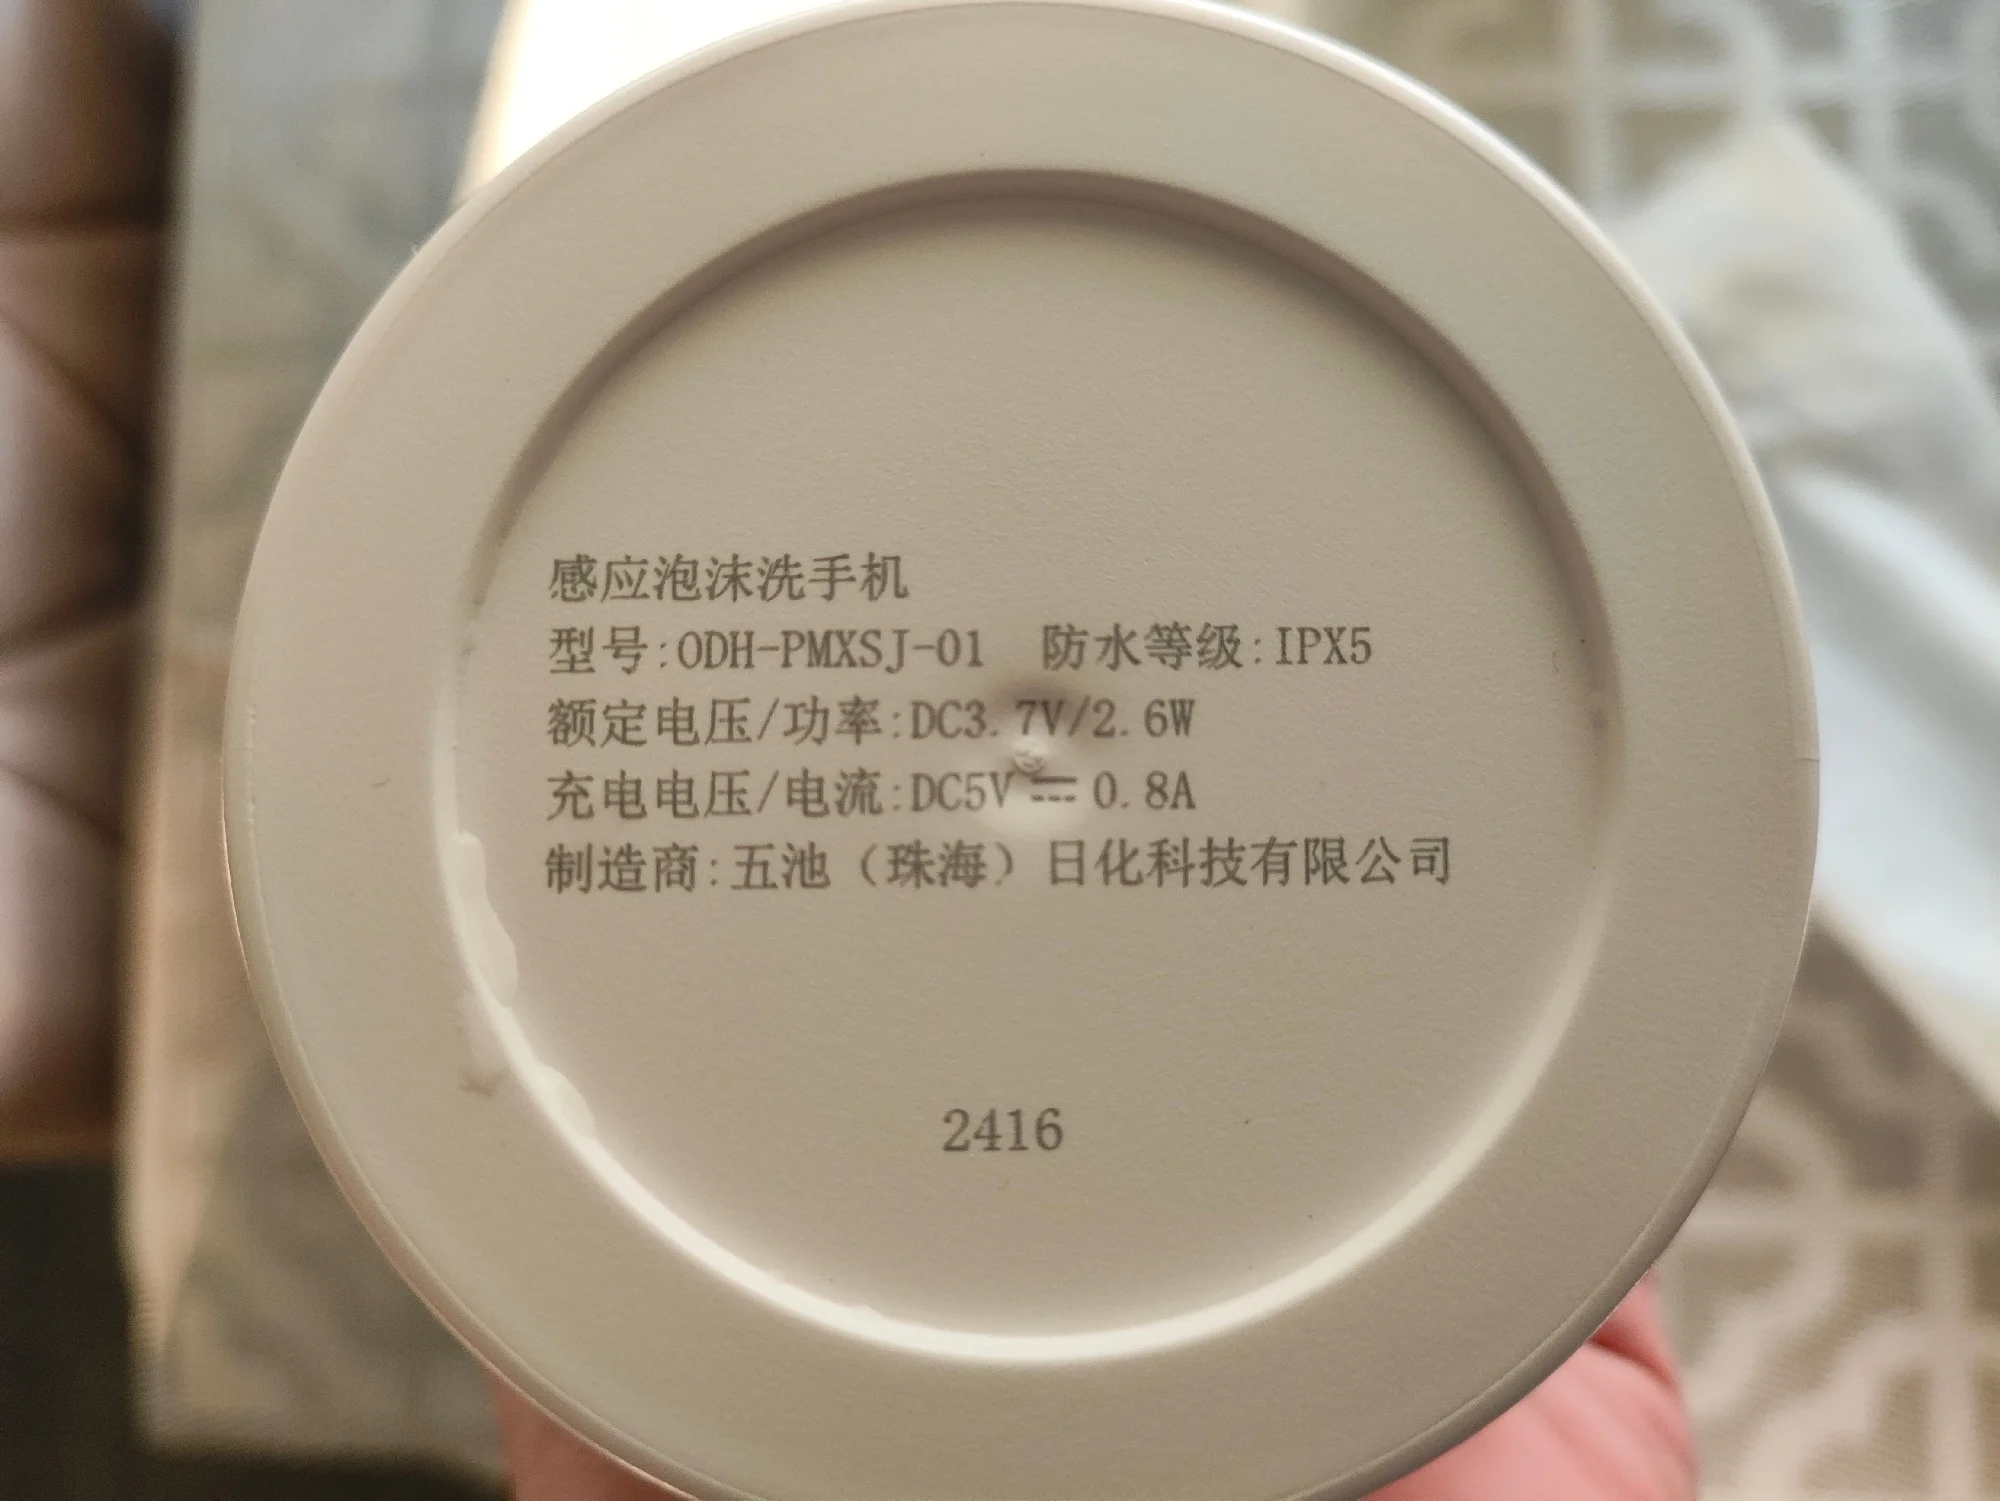 感应泡沫洗手机
型号:ODH-PMXSJ-01 防水等级:IPX5
额定电压/功率:DC3.7V/2.6W
充电电压/电流:DC5V⎓0.8A
制造商:五池（珠海）日化科技有限公司
2416